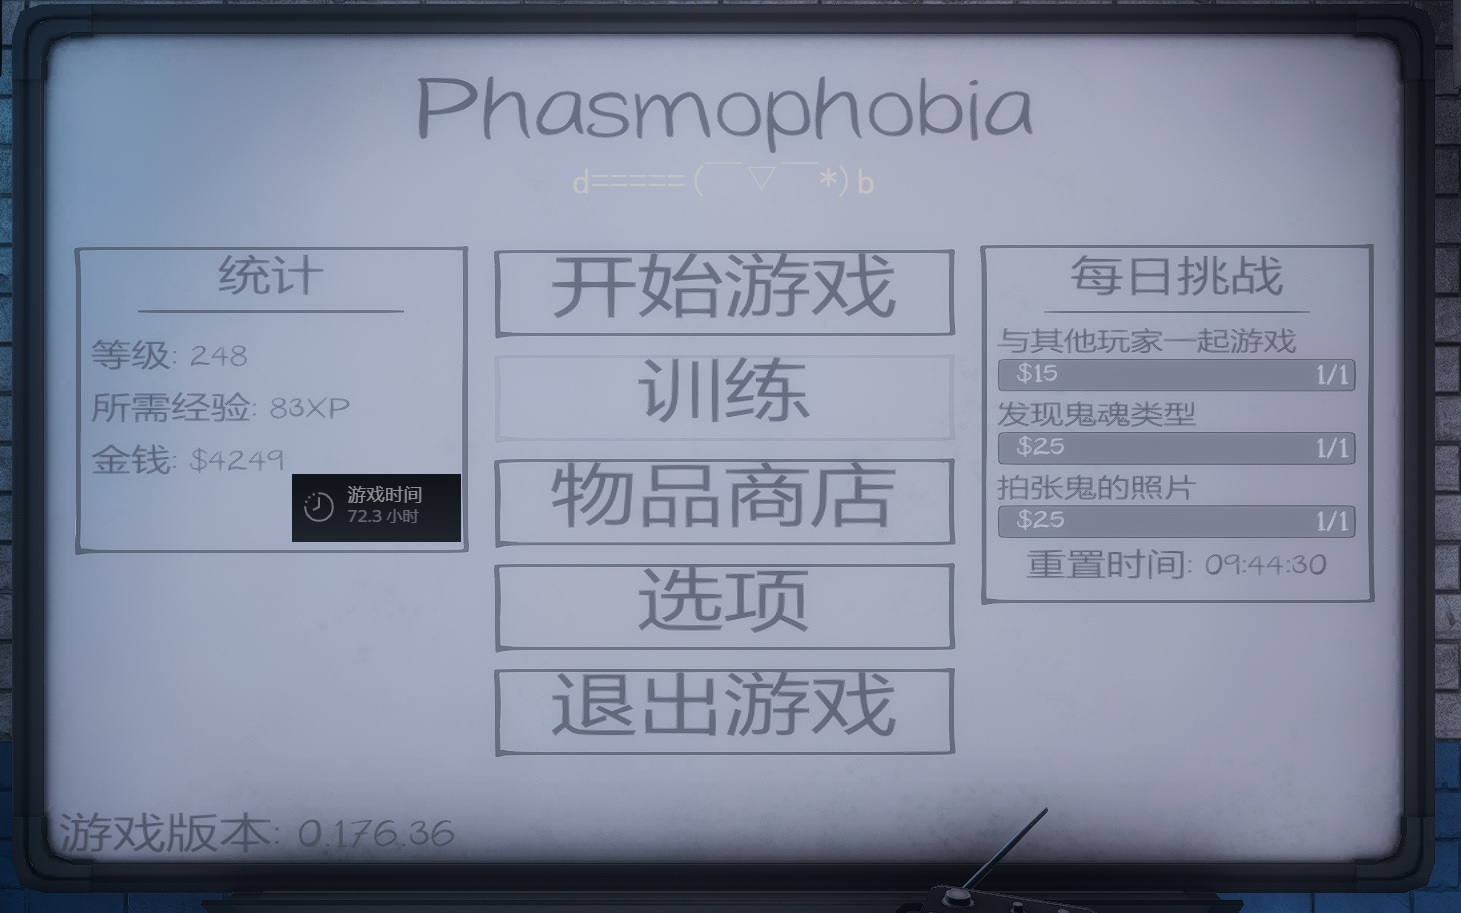 Phasmophobia
d=====(￣▽￣*)b
统计
等级: 248
所需经验: 83XP
金钱: $4249
游戏时间
72.3 小时
开始游戏
训练
物品商店
选项
退出游戏
每日挑战
与其他玩家一起游戏
$15 1/1
发现鬼魂类型
$25 1/1
拍张鬼的照片
$25 1/1
重置时间: 09:44:30
游戏版本: 0.176.36